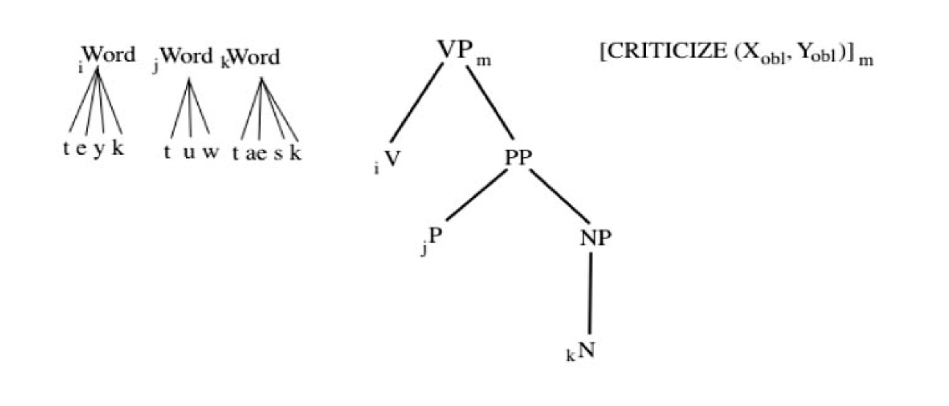 iWord jWord kWord VPm [CRITICIZE (Xobl, Yobl)]m
t e y k t u w t ae s k iV PP
jP NP
kN